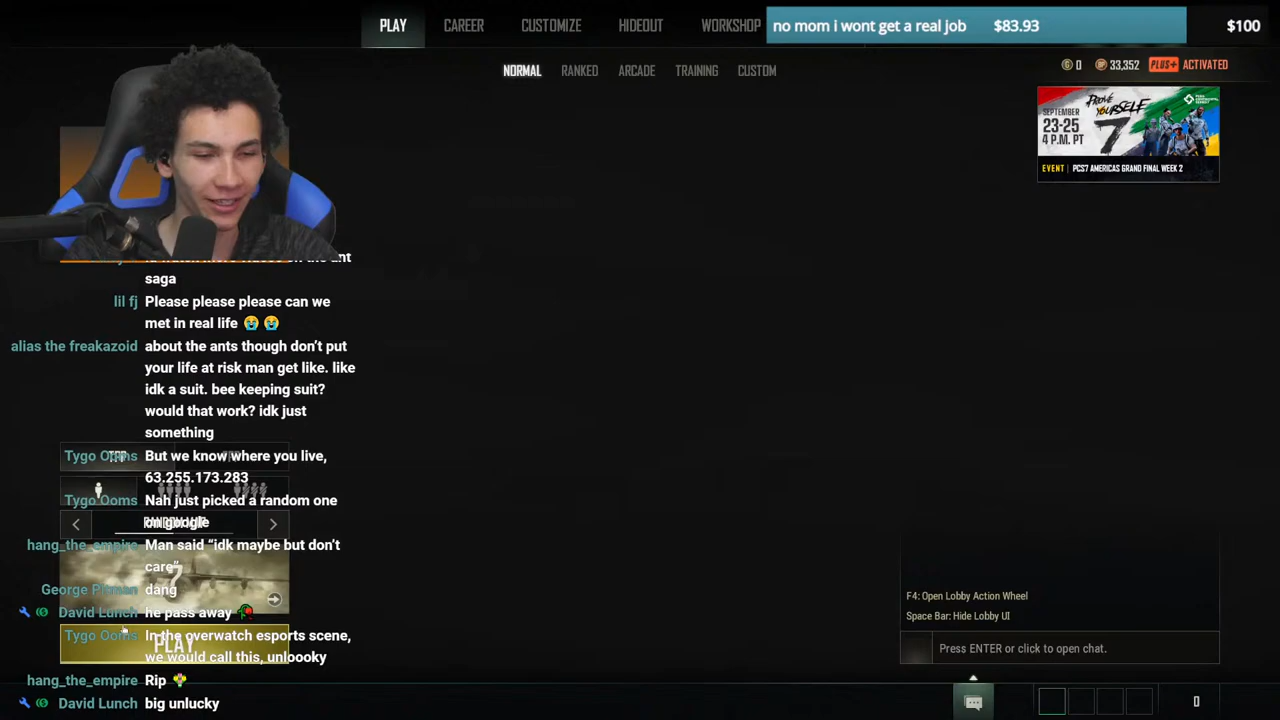 PLAY
CAREER
CUSTOMIZE
HIDEOUT
WORKSHOP
no mom i wont get a real job $83.93
$100
NORMAL
RANKED
ARCADE
TRAINING
CUSTOM
0
33,352
PLUS+ ACTIVATED
SEPTEMBER
23-25
4 P.M. PT
PROVE
YOURSELF
7
EVENT | PCS7 AMERICAS GRAND FINAL WEEK 2
saga
lil fj Please please please can we
met in real life 😭 😭
alias the freakazoid about the ants though don't put
your life at risk man get like. like
idk a suit. bee keeping suit?
would that work? idk just
something
Tygo Ooms But we know where you live,
63.255.173.283
Tygo Ooms Nah just picked a random one
on google
hang_the_empire Man said “idk maybe but don't
care”
George Pitman dang
David Lunch he pass away 🥀
Tygo Ooms In the overwatch esports scene,
we would call this, unloooky
PLAY
hang_the_empire Rip 💐
David Lunch big unlucky
F4: Open Lobby Action Wheel
Space Bar: Hide Lobby UI
Press ENTER or click to open chat.
0